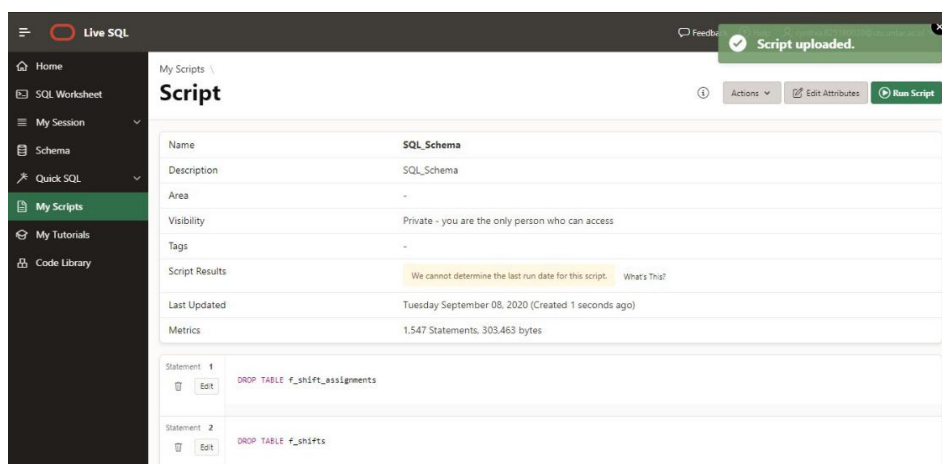 Live SQL
Feedback
Script uploaded.
Home
SQL Worksheet
My Session
Schema
Quick SQL
My Scripts
My Tutorials
Code Library
My Scripts \
Script
Actions
Edit Attributes
Run Script
Name SQL_Schema
Description SQL_Schema
Area -
Visibility Private - you are the only person who can access
Tags -
Script Results We cannot determine the last run date for this script. What's This?
Last Updated Tuesday September 08, 2020 (Created 1 seconds ago)
Metrics 1,547 Statements, 303,463 bytes
Statement 1
Edit DROP TABLE f_shift_assignments
Statement 2
Edit DROP TABLE f_shifts